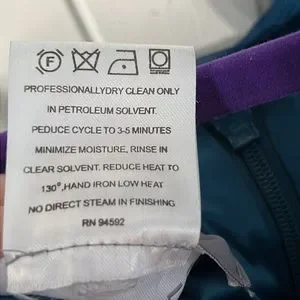 F
PROFESSIONALLYDRY CLEAN ONLY
IN PETROLEUM SOLVENT.
PEDUCE CYCLE TO 3-5 MINUTES
MINIMIZE MOISTURE, RINSE IN
CLEAR SOLVENT. REDUCE HEAT TO
130°,HAND IRON LOW HEAT
NO DIRECT STEAM IN FINISHING
RN 94592